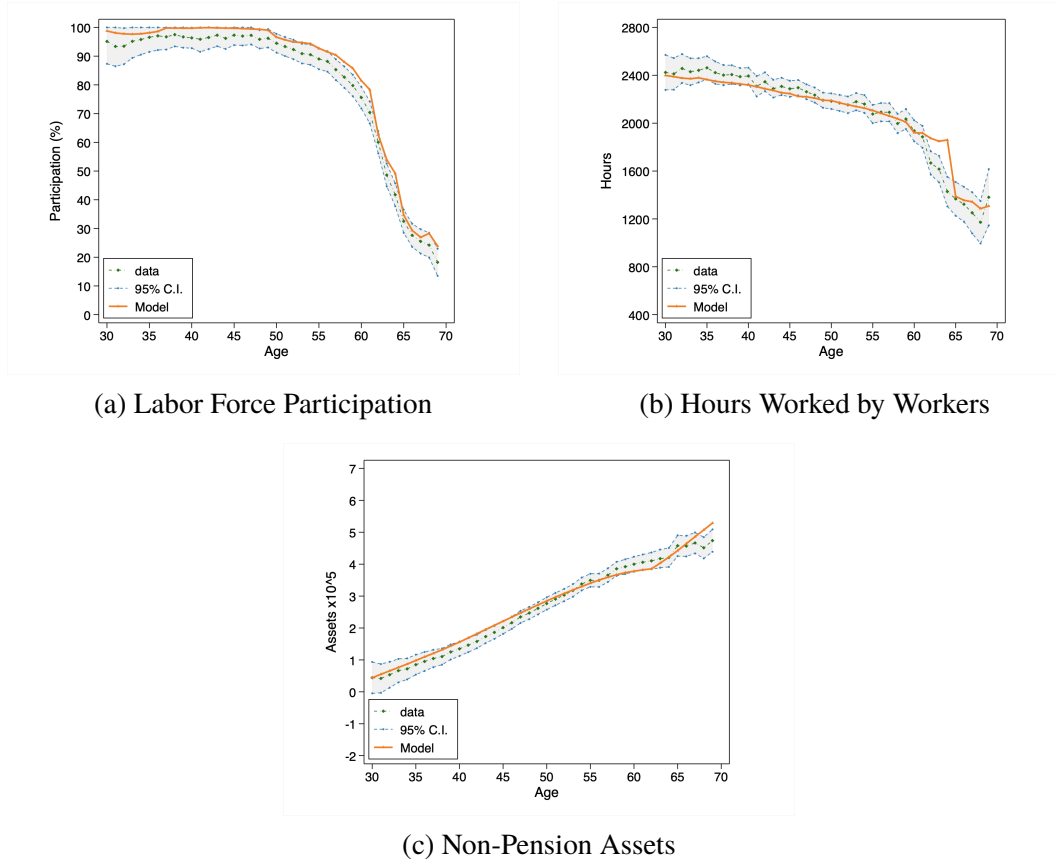 100
90
80
70
60
50
40
30
20
10
0
Participation (%)
data
95% C.I.
Model
30 35 40 45 50 55 60 65 70
Age
(a) Labor Force Participation
2800
2400
2000
1600
1200
800
400
Hours
data
95% C.I.
Model
30 35 40 45 50 55 60 65 70
Age
(b) Hours Worked by Workers
7
6
5
4
3
2
1
0
-1
-2
Assets x10^5
data
95% C.I.
Model
30 35 40 45 50 55 60 65 70
Age
(c) Non-Pension Assets